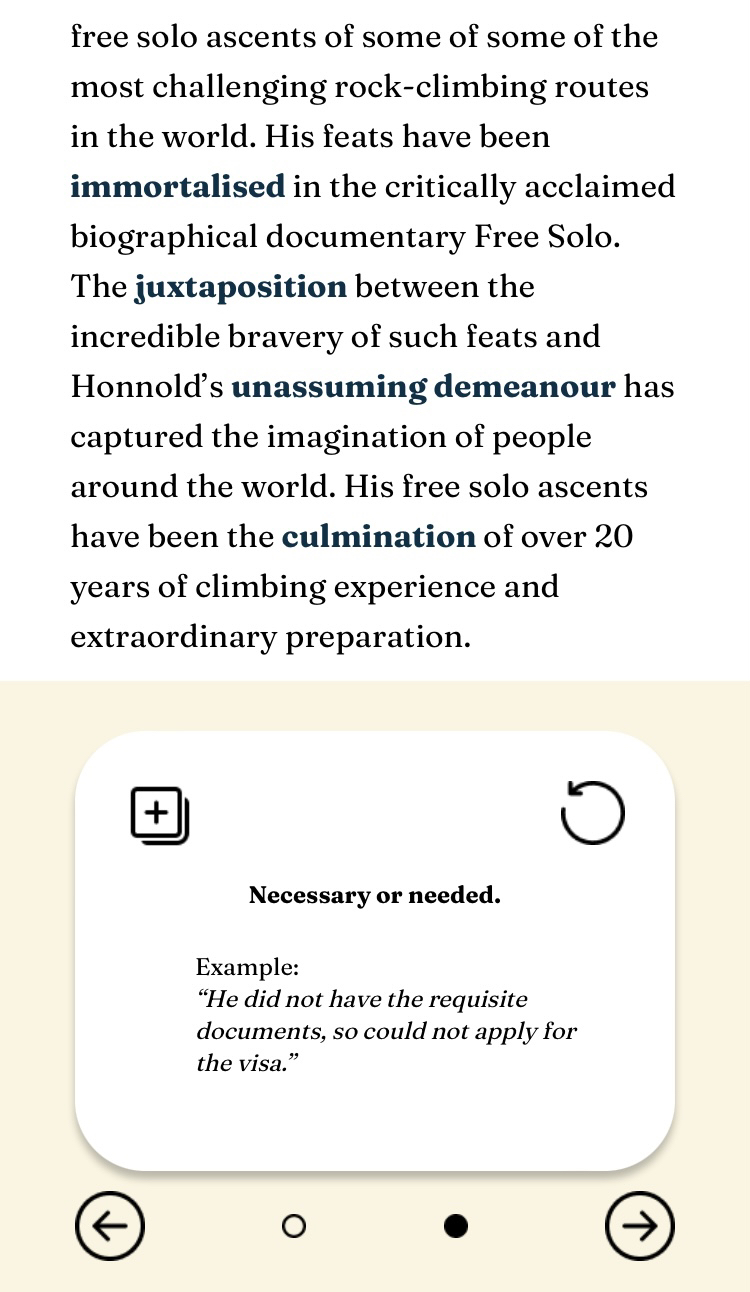 free solo ascents of some of some of the
most challenging rock-climbing routes
in the world. His feats have been
immortalised in the critically acclaimed
biographical documentary Free Solo.
The juxtaposition between the
incredible bravery of such feats and
Honnold’s unassuming demeanour has
captured the imagination of people
around the world. His free solo ascents
have been the culmination of over 20
years of climbing experience and
extraordinary preparation.
Necessary or needed.
Example:
“He did not have the requisite
documents, so could not apply for
the visa.”